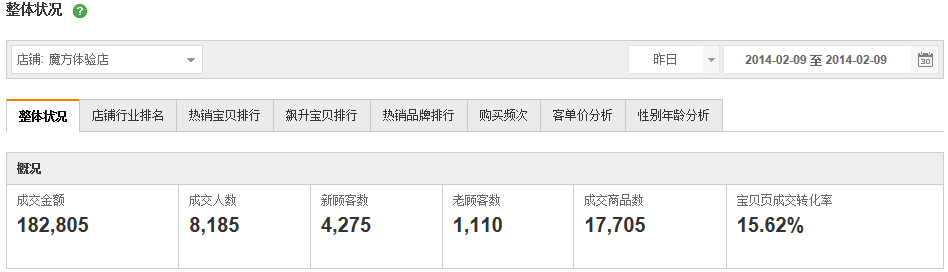 整体状况 ?
店铺: 魔方体验店 昨日 2014-02-09 至 2014-02-09 30
整体状况 店铺行业排名 热销宝贝排行 飙升宝贝排行 热销品牌排行 购买频次 客单价分析 性别年龄分析
概况
成交金额 成交人数 新顾客数 老顾客数 成交商品数 宝贝页成交转化率
182,805 8,185 4,275 1,110 17,705 15.62%